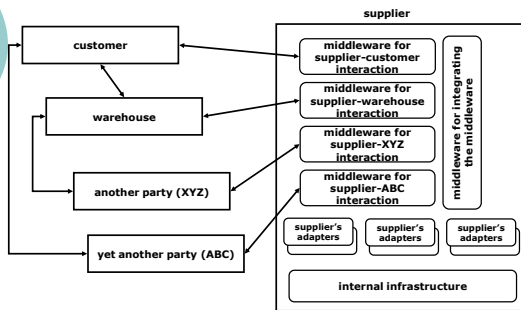 supplier
customer
warehouse
another party (XYZ)
yet another party (ABC)
middleware for
supplier-customer
interaction
middleware for
supplier-warehouse
interaction
middleware for
supplier-XYZ
interaction
middleware for
supplier-ABC
interaction
middleware for integrating
the middleware
supplier's
adapters
supplier's
adapters
supplier's
adapters
internal infrastructure